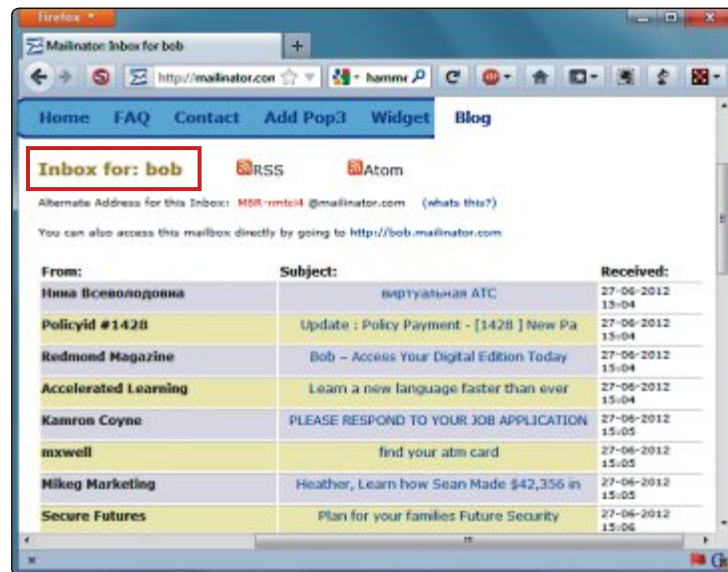 Firefox
Mailinator: Inbox for bob
http://mailinator.con
hamme
Home FAQ Contact Add Pop3 Widget Blog
Inbox for: bob RSS Atom
Alternate Address for this Inbox: M8R-rmtci4 @mailinator.com (whats this?)
You can also access this mailbox directly by going to http://bob.mailinator.com
From: Subject: Received:
Нина Всеволодовна виртуальная АТС 27-06-2012
15:04
Policyid #1428 Update : Policy Payment - [1428 ] New Pa 27-06-2012
15:04
Redmond Magazine Bob – Access Your Digital Edition Today 27-06-2012
15:04
Accelerated Learning Learn a new language faster than ever 27-06-2012
15:04
Kamron Coyne PLEASE RESPOND TO YOUR JOB APPLICATION 27-06-2012
15:05
mxwell find your atm card 27-06-2012
15:05
Mikeg Marketing Heather, Learn how Sean Made $42,356 in 27-06-2012
15:05
Secure Futures Plan for your families Future Security 27-06-2012
15:06